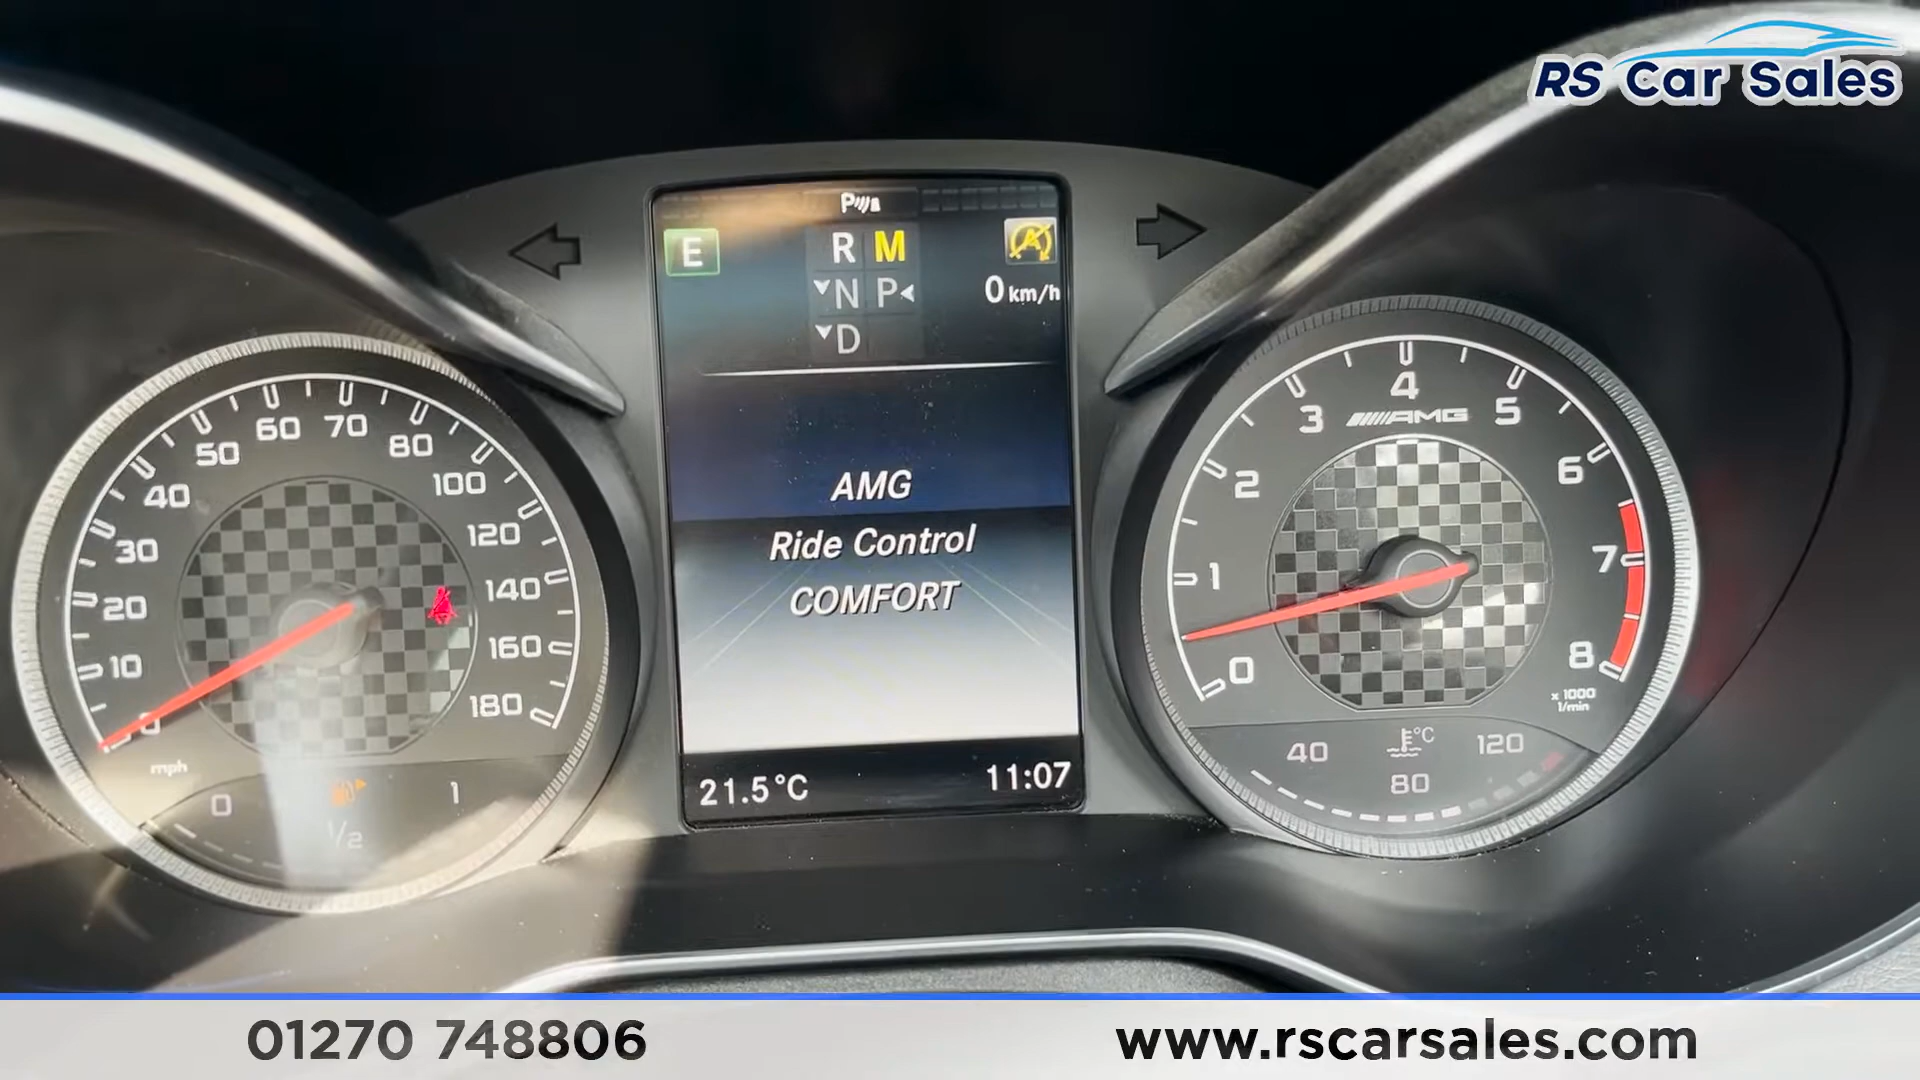 RS Car Sales
P
E
R M
A
N P
0 km/h
D
AMG
Ride Control
COMFORT
21.5°C 11:07
0 10 20 30 40 50 60 70 80 100 120 140 160 180
mph
0 1/2 1
0 1 2 3 4 5 6 7 8
AMG
x 1000
1/min
40 80 120
°C
01270 748806
www.rscarsales.com